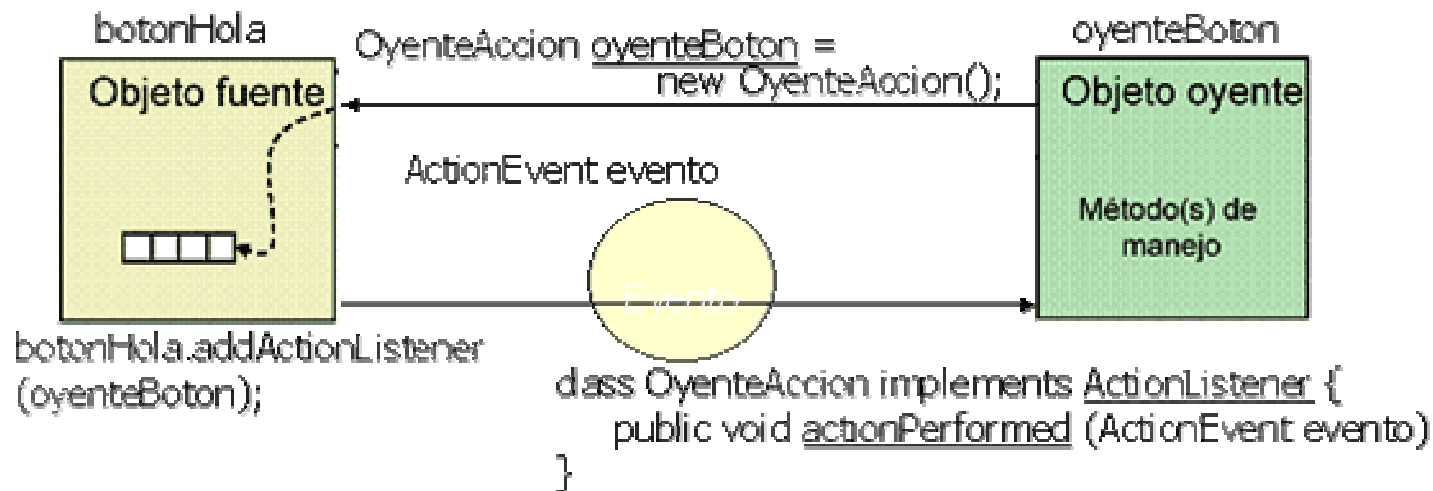 botonHola
OyenteAccion oyenteBoton =
new OyenteAccion();
oyenteBoton
Objeto fuente
Objeto oyente
ActionEvent evento
Método(s) de
manejo
Evento
botonHola.addActionListener
(oyenteBoton);
class OyenteAccion implements ActionListener {
public void actionPerformed (ActionEvent evento)
}